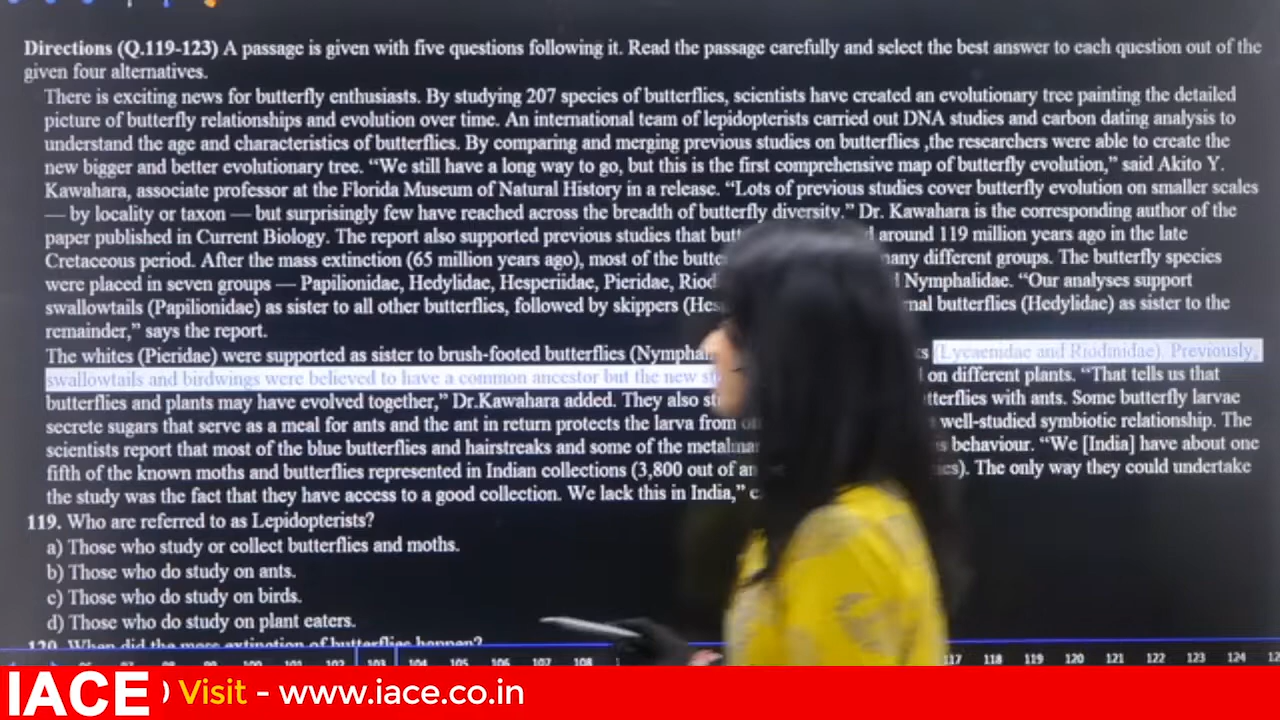 Directions (Q.119-123) A passage is given with five questions following it. Read the passage carefully and select the best answer to each question out of the
given four alternatives.
There is exciting news for butterfly enthusiasts. By studying 207 species of butterflies, scientists have created an evolutionary tree painting the detailed
picture of butterfly relationships and evolution over time. An international team of lepidopterists carried out DNA studies and carbon dating analysis to
understand the age and characteristics of butterflies. By comparing and merging previous studies on butterflies ,the researchers were able to create the
new bigger and better evolutionary tree. “We still have a long way to go, but this is the first comprehensive map of butterfly evolution,” said Akito Y.
Kawahara, associate professor at the Florida Museum of Natural History in a release. “Lots of previous studies cover butterfly evolution on smaller scales
— by locality or taxon — but surprisingly few have reached across the breadth of butterfly diversity.” Dr. Kawahara is the corresponding author of the
paper published in Current Biology. The report also supported previous studies that around 119 million years ago in the late
Cretaceous period. After the mass extinction (65 million years ago), most of the many different groups. The butterfly species
were placed in seven groups — Papilionidae, Hedylidae, Hesperiidae, Pieridae, Nymphalidae. “Our analyses support
swallowtails (Papilionidae) as sister to all other butterflies, followed by skippers butterflies (Hedylidae) as sister to the
remainder,” says the report.
The whites (Pieridae) were supported as sister to brush-footed butterflies (Lycaenidae and Riodinidae). Previously,
swallowtails and birdwings were believed to have a common ancestor but the new on different plants. “That tells us that
butterflies and plants may have evolved together,” Dr.Kawahara added. They also with ants. Some butterfly larvae
secrete sugars that serve as a meal for ants and the ant in return protects the larva from well-studied symbiotic relationship. The
scientists report that most of the blue butterflies and hairstreaks and some of the behaviour. “We [India] have about one
fifth of the known moths and butterflies represented in Indian collections (3,800 out of The only way they could undertake
the study was the fact that they have access to a good collection. We lack this in India,”
119. Who are referred to as Lepidopterists?
a) Those who study or collect butterflies and moths.
b) Those who do study on ants.
c) Those who do study on birds.
d) Those who do study on plant eaters.
120. When did the mass extinction of butterflies happen?
99 100 101 102 103 104 105 106 107 108 117 118 119 120 121 122 123 124
IACE Visit - www.iace.co.in